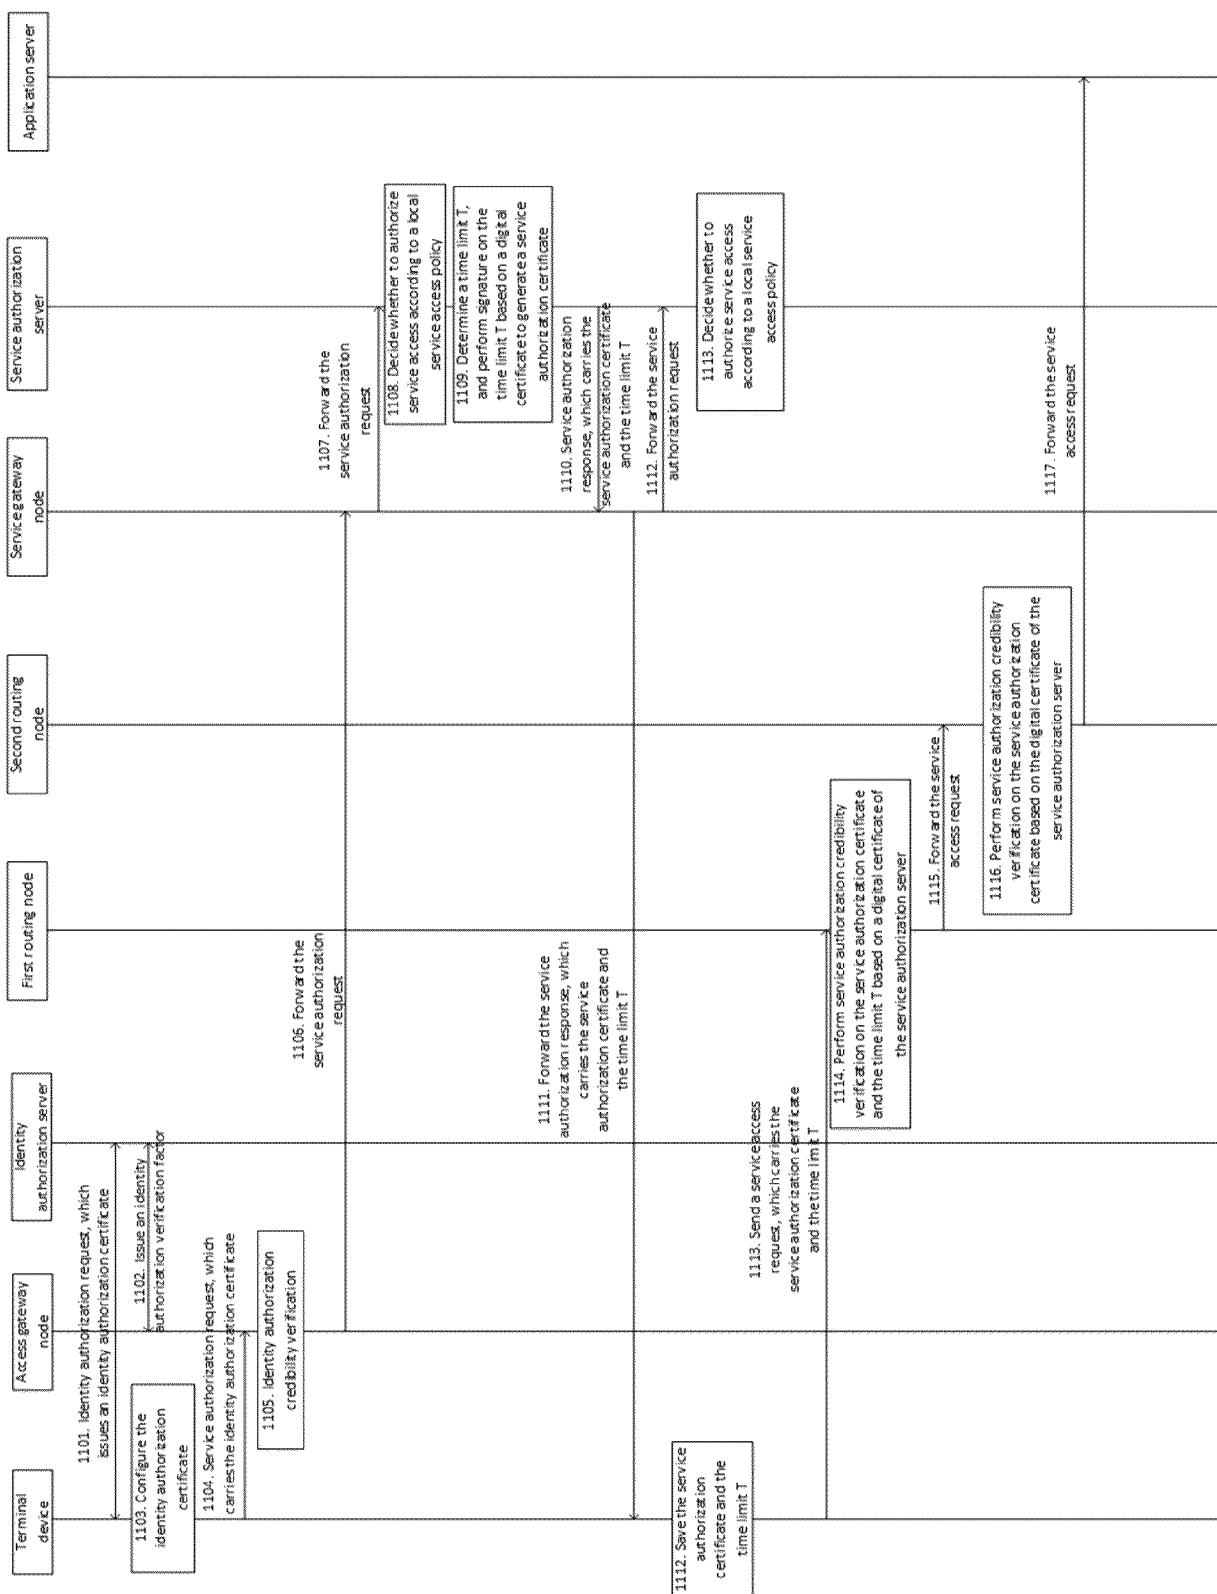 Terminal
device
Access gateway
node
Identity
authorization server
First routing node
Second routing
node
Service gateway
node
Service authorization
server
Application server
1101. Identity authorization request, which
issues an identity authorization certificate
1102. Issue an identity
authorization verification factor
1103. Configure the
identity authorization
certificate
1104. Service authorization request, which
carries the identity authorization certificate
1105. Identity authorization
credibility verification
1106. Forward the
service authorization
request
1107. Forward the
service authorization
request
1108. Decide whether to authorize
service access according to a local
service access policy
1109. Determine a time limit T,
and perform signature on the
time limit T based on a digital
certificate to generate a service
authorization certificate
1110. Service authorization
response, which carries the
service authorization certificate
and the time limit T
1111. Forward the service
authorization response, which
carries the service
authorization certificate and
the time limit T
1112. Forward the service
authorization request
1112. Save the service
authorization
certificate and the
time limit T
1113. Decide whether to
authorize service access
according to a local service
access policy
1113. Send a service access
request, which carries the
service authorization certificate
and the time limit T
1114. Perform service authorization credibility
verification on the service authorization certificate
and the time limit T based on a digital certificate of
the service authorization server
1115. Forward the service
access request
1116. Perform service authorization credibility
verification on the service authorization
certificate based on the digital certificate of the
service authorization server
1117. Forward the service
access request